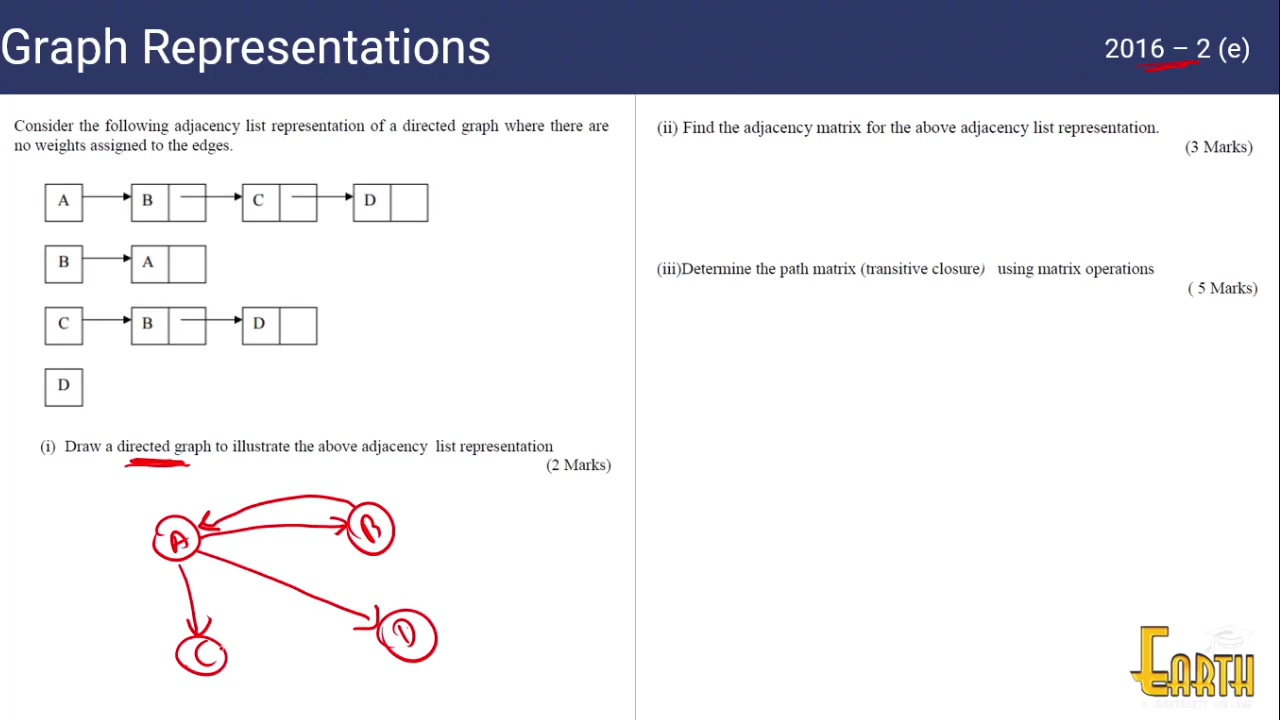 Graph Representations
2016 – 2 (e)
Consider the following adjacency list representation of a directed graph where there are
no weights assigned to the edges.
A B C D
B A
C B D
D
(i) Draw a directed graph to illustrate the above adjacency list representation
(2 Marks)
A B
C D
(ii) Find the adjacency matrix for the above adjacency list representation.
(3 Marks)
(iii)Determine the path matrix (transitive closure) using matrix operations
( 5 Marks)
EARTH